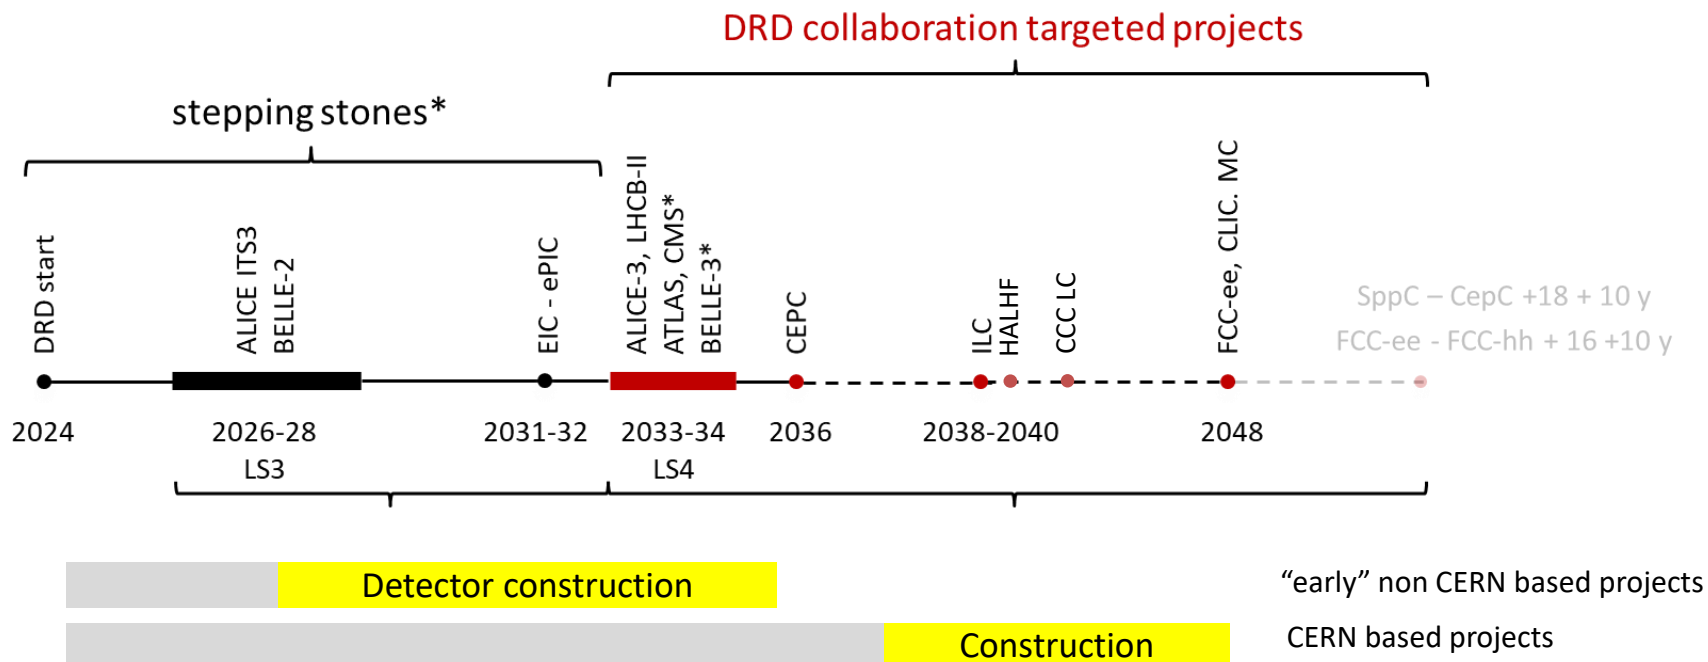 DRD collaboration targeted projects
stepping stones*
DRD start
ALICE ITS3
BELLE-2
EIC - ePIC
ALICE-3, LHCB-II
ATLAS, CMS*
BELLE-3*
CEPC
ILC
HALHF
CCC LC
FCC-ee, CLIC. MC
SppC – CepC +18 + 10 y
FCC-ee - FCC-hh + 16 +10 y
2024
2026-28
LS3
2031-32
2033-34
LS4
2036
2038-2040
2048
Detector construction
“early” non CERN based projects
Construction
CERN based projects